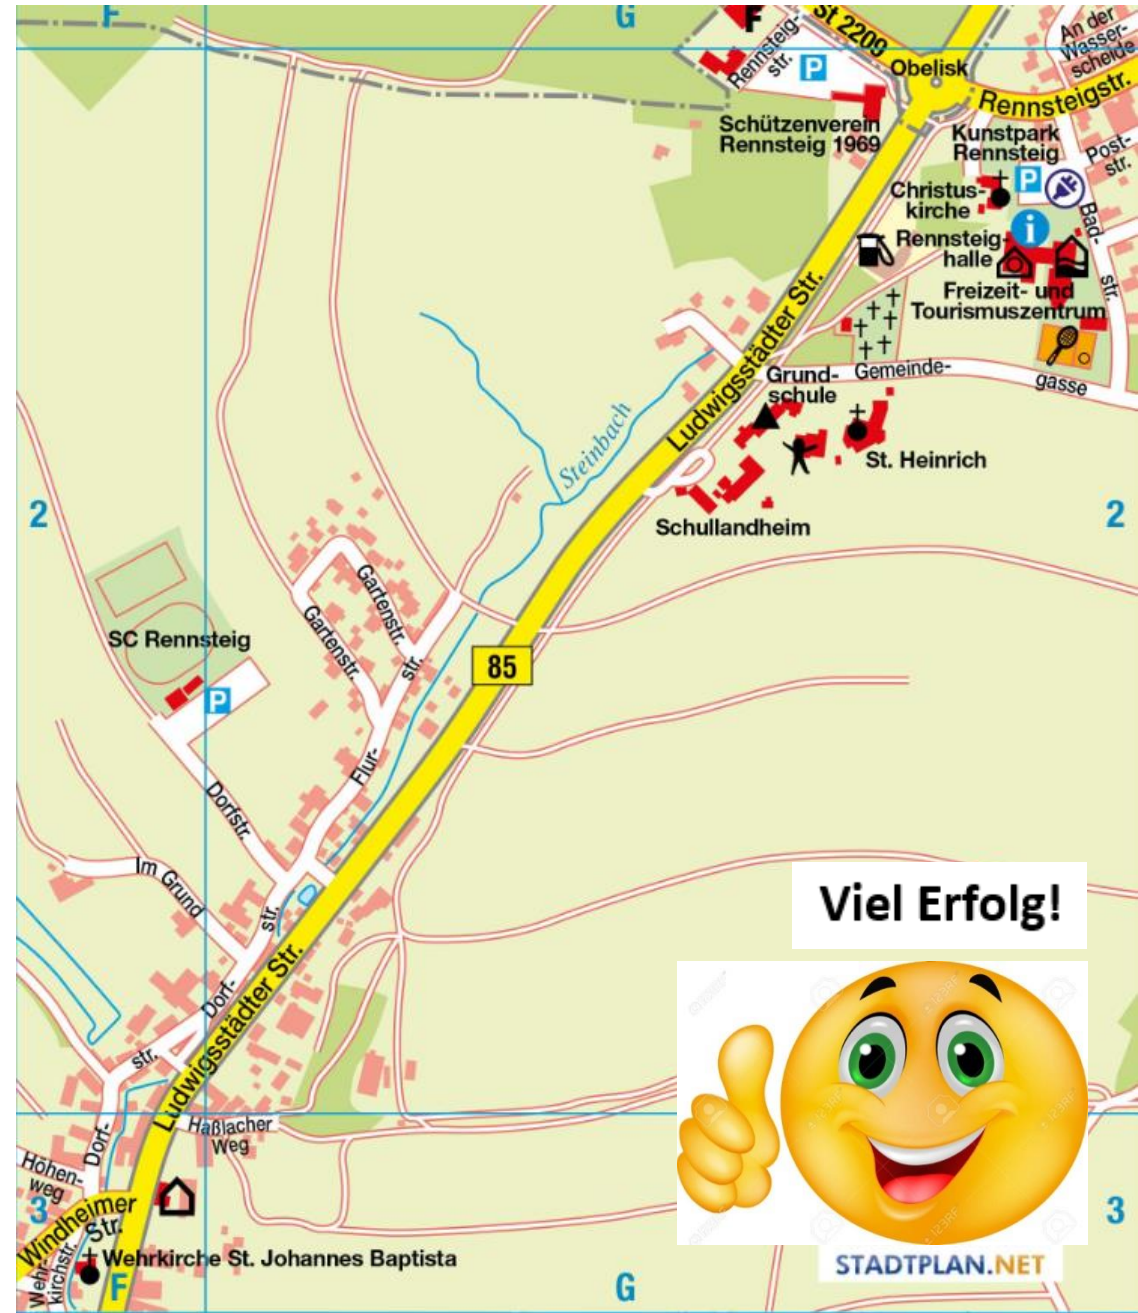 F
G
F
St 2209
Rennsteig-
str.
P
Obelisk
An der
Wasser-
scheide
Rennsteigstr.
Schützenverein
Rennsteig 1969
Kunstpark
Rennsteig
Post-
str.
P
Christus-
kirche
i
Bad-
str.
Rennsteig-
halle
Freizeit- und
Tourismuszentrum
Ludwigsstädter Str.
Grund-
schule
Gemeinde-
gasse
Steinbach
St. Heinrich
2
2
Schullandheim
Gartenstr.
Gartenstr.
SC Rennsteig
str.
85
P
Flur-
Dorfstr.
Im Grund
str.
Viel Erfolg!
Dorf-
Ludwigsstädter Str.
str.
Haßlacher
Weg
Dorf-
Höhen-
weg
3
3
Windheimer
Str.
Wehr-
kirchstr.
Wehrkirche St. Johannes Baptista
F
G
STADTPLAN.NET
123RF